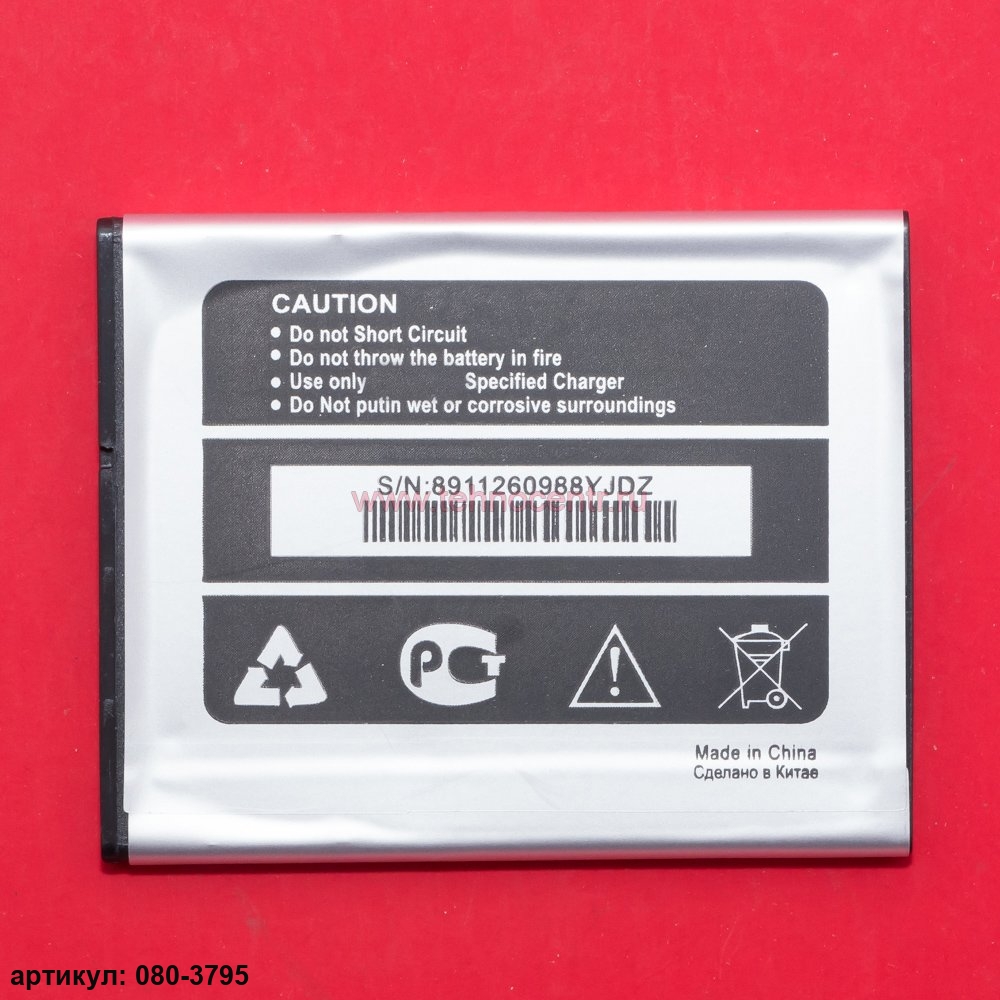 CAUTION
• Do not Short Circuit
• Do not throw the battery in fire
• Use only Specified Charger
• Do Not putin wet or corrosive surroundings
S/N:8911260988YJDZ
www.tehnocentr.ru
РСТ
Made in China
Сделано в Китае
артикул: 080-3795